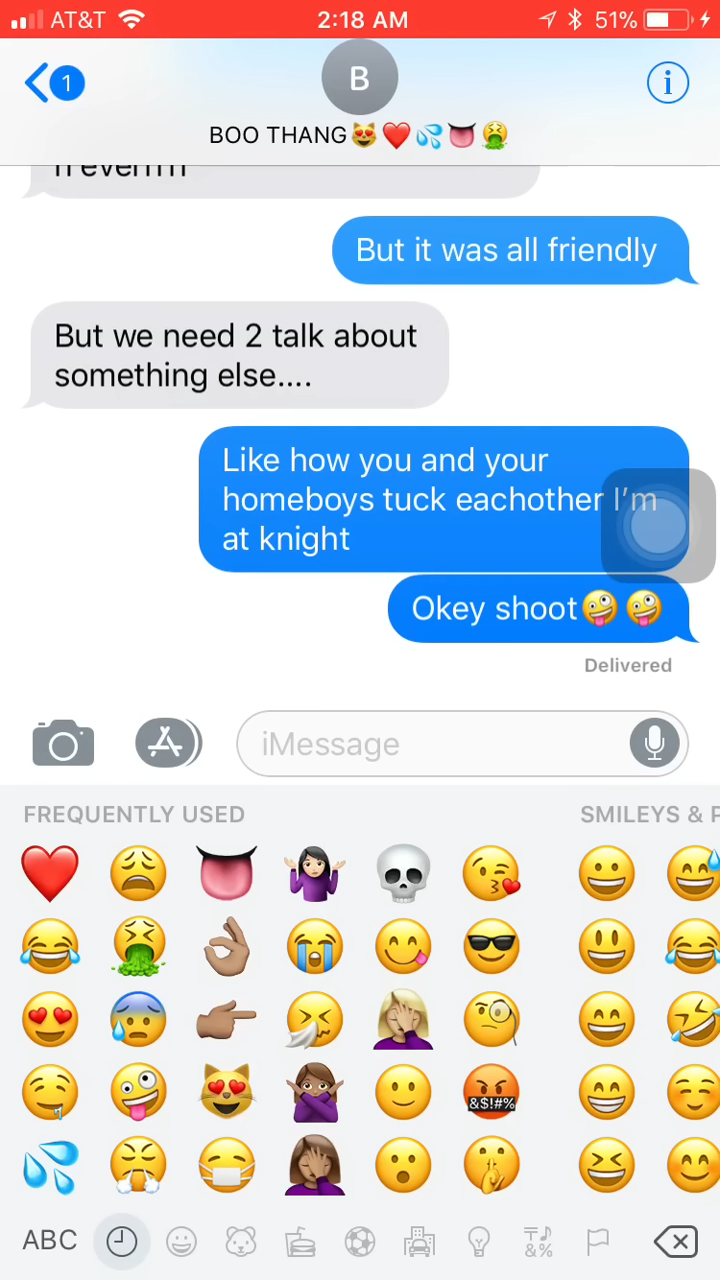 AT&T 2:18 AM 51%
1
B
BOO THANG😻❤️💦👅🤮
But it was all friendly
But we need 2 talk about
something else....
Like how you and your
homeboys tuck eachother I'm
at knight
Okey shoot🤪🤪
Delivered
iMessage
FREQUENTLY USED SMILEYS & P
&$!#%
ABC